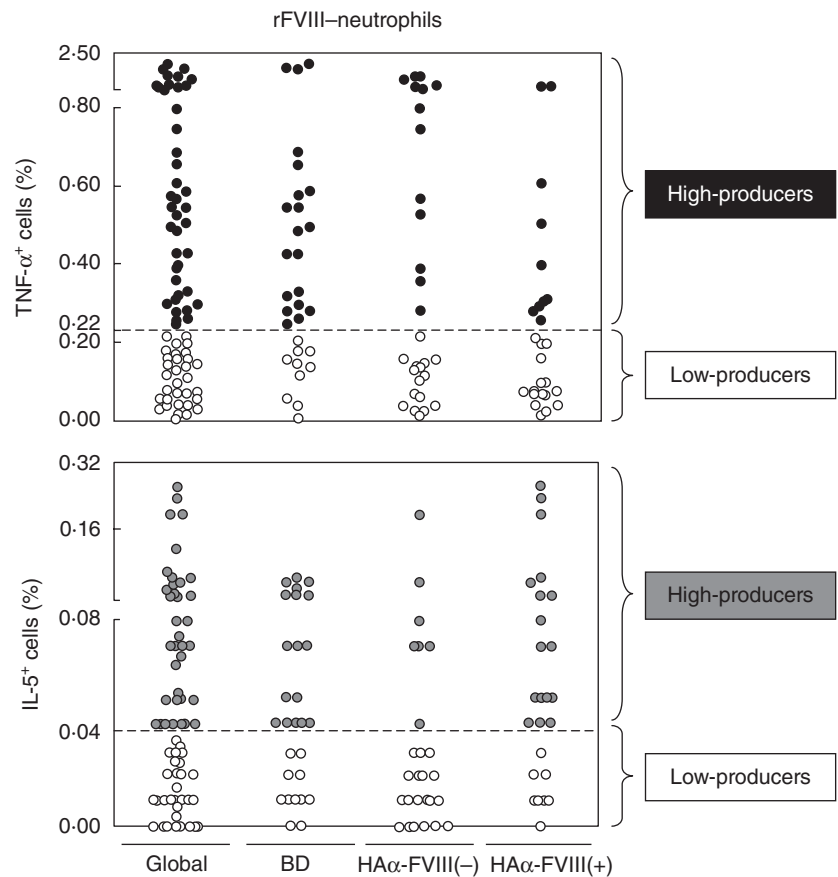 rFVIII–neutrophils
TNF-α+ cells (%)
2·50
0·80
0·60
0·40
0·22
0·20
0·00
High-producers
Low-producers
IL-5+ cells (%)
0·32
0·16
0·08
0·04
0·00
High-producers
Low-producers
Global BD HAα-FVIII(–) HAα-FVIII(+)